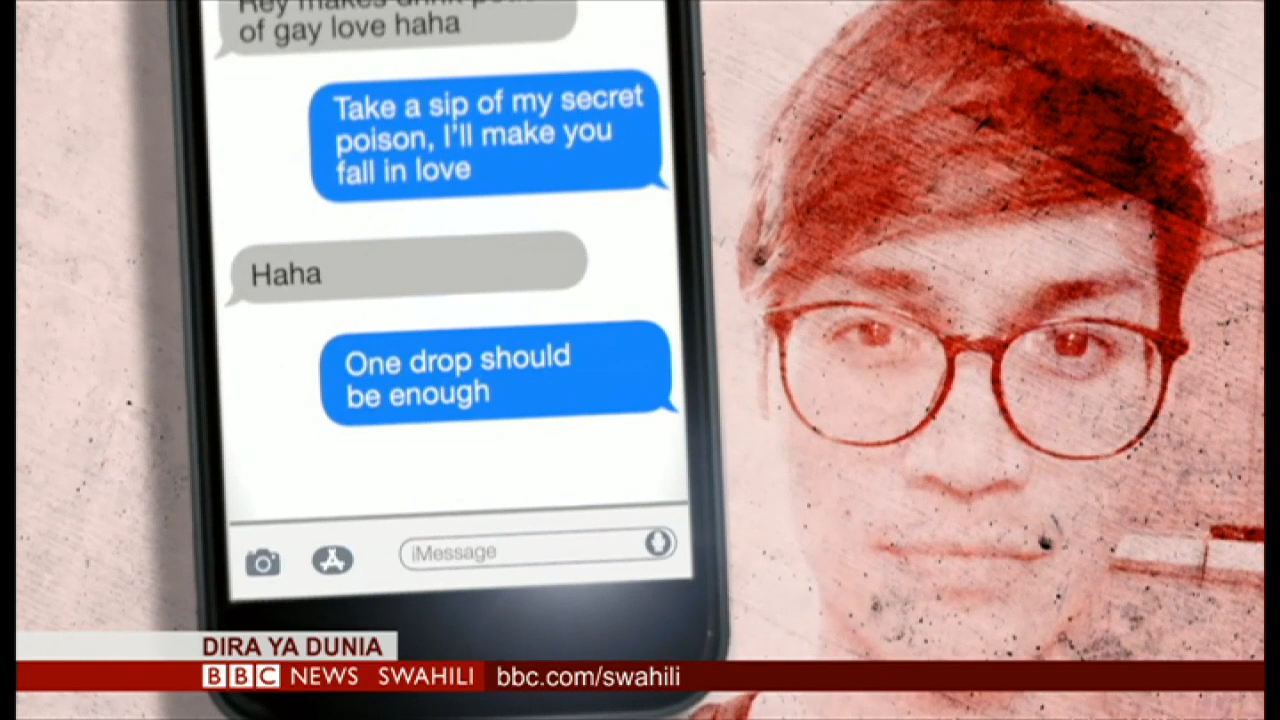 of gay love haha
Take a sip of my secret
poison, I'll make you
fall in love
Haha
One drop should
be enough
iMessage
DIRA YA DUNIA
BBC NEWS SWAHILI bbc.com/swahili